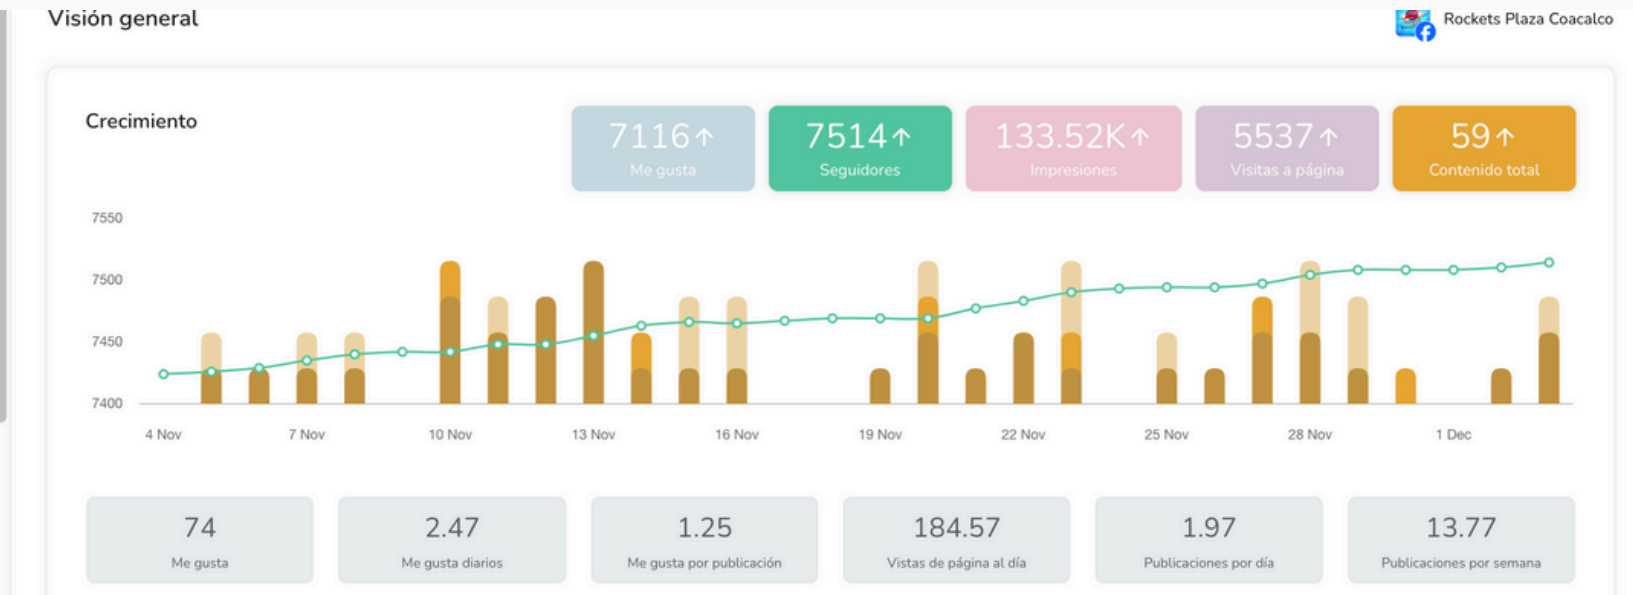 Visión general
Rockets Plaza Coacalco
Crecimiento
7116↑
Me gusta
7514↑
Seguidores
133.52K↑
Impresiones
5537↑
Visitas a página
59↑
Contenido total
7550
7500
7450
7400
4 Nov 7 Nov 10 Nov 13 Nov 16 Nov 19 Nov 22 Nov 25 Nov 28 Nov 1 Dec
74
Me gusta
2.47
Me gusta diarios
1.25
Me gusta por publicación
184.57
Vistas de página al día
1.97
Publicaciones por día
13.77
Publicaciones por semana